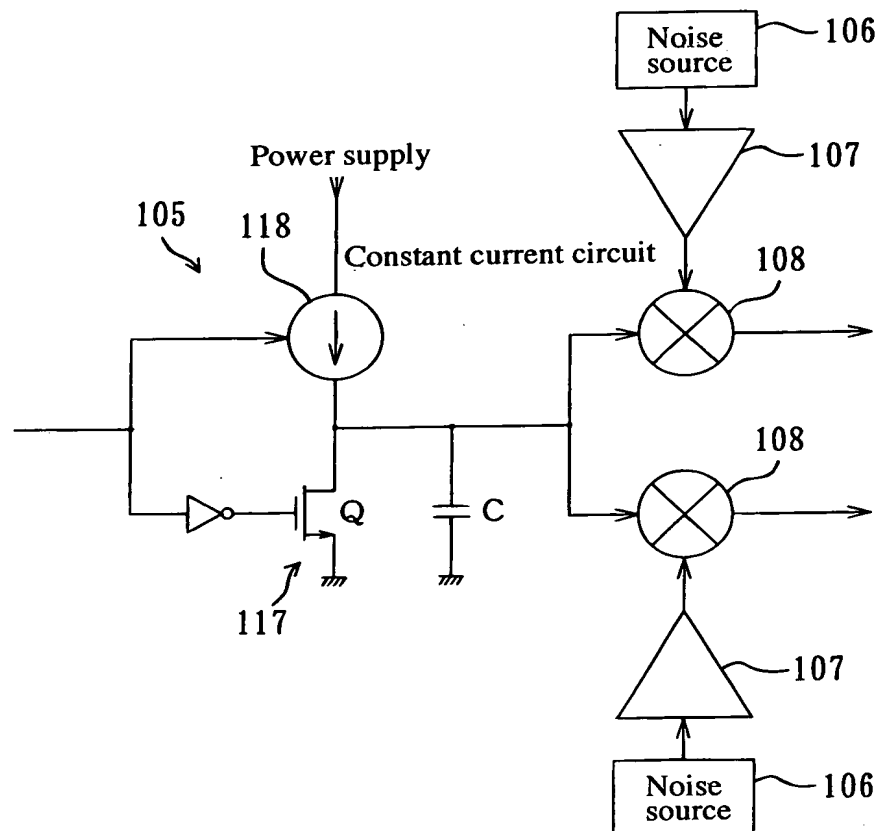 Noise
source
106
107
Power supply
105
118
Constant current circuit
108
108
Q
C
117
107
Noise
source
106